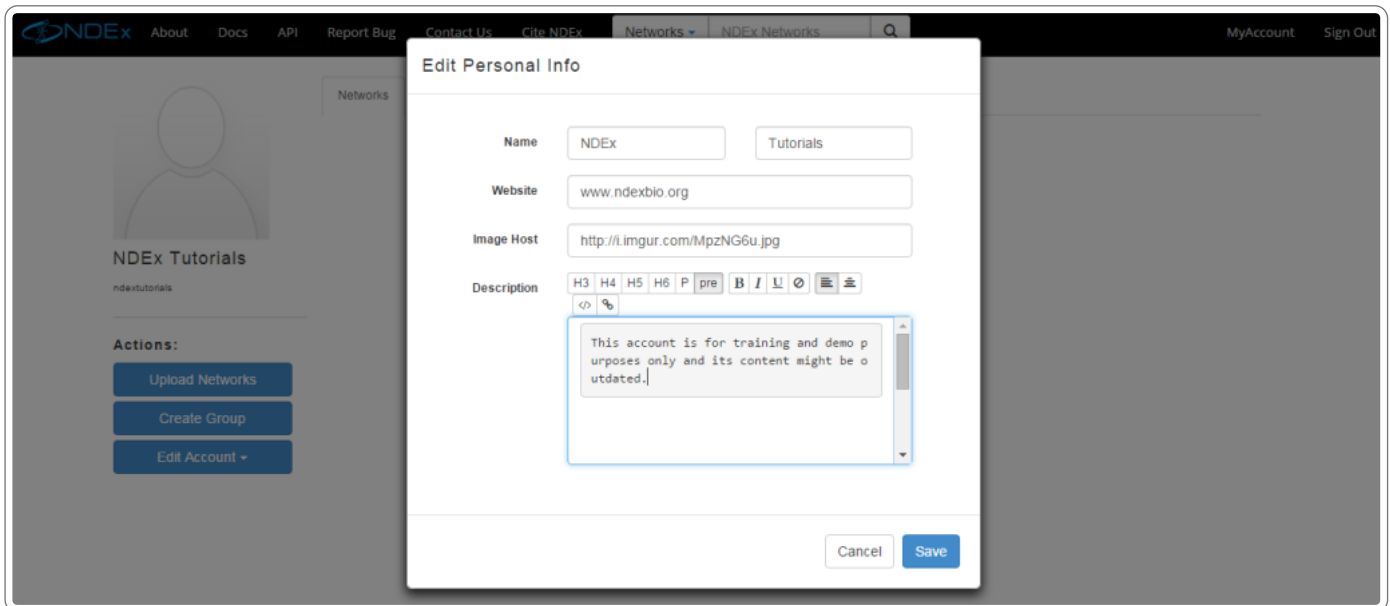 NDEx About Docs API Report Bug Contact Us Cite NDEx Networks NDEx Networks MyAccount Sign Out
Edit Personal Info
Networks
Name NDEx Tutorials
Website www.ndexbio.org
Image Host http://i.imgur.com/MpzNG6u.jpg
NDEx Tutorials
ndextutorials
Description H3 H4 H5 H6 P pre B I U
</>
This account is for training and demo p
urposes only and its content might be o
utdated.
Actions:
Upload Networks
Create Group
Edit Account
Cancel Save